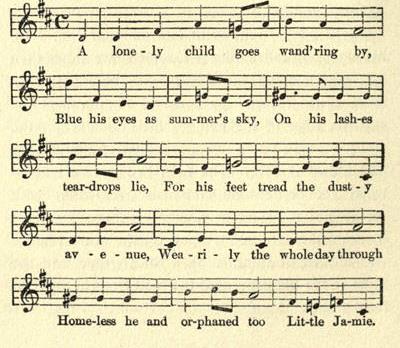 A lone - ly child goes wand'ring by,
Blue his eyes as sum-mer's sky, On his lash-es
tear-drops lie, For his feet tread the dust - y
av - e - nue, Wea - ri - ly the whole day through
Home-less he and or-phaned too Lit-tle Ja-mie.